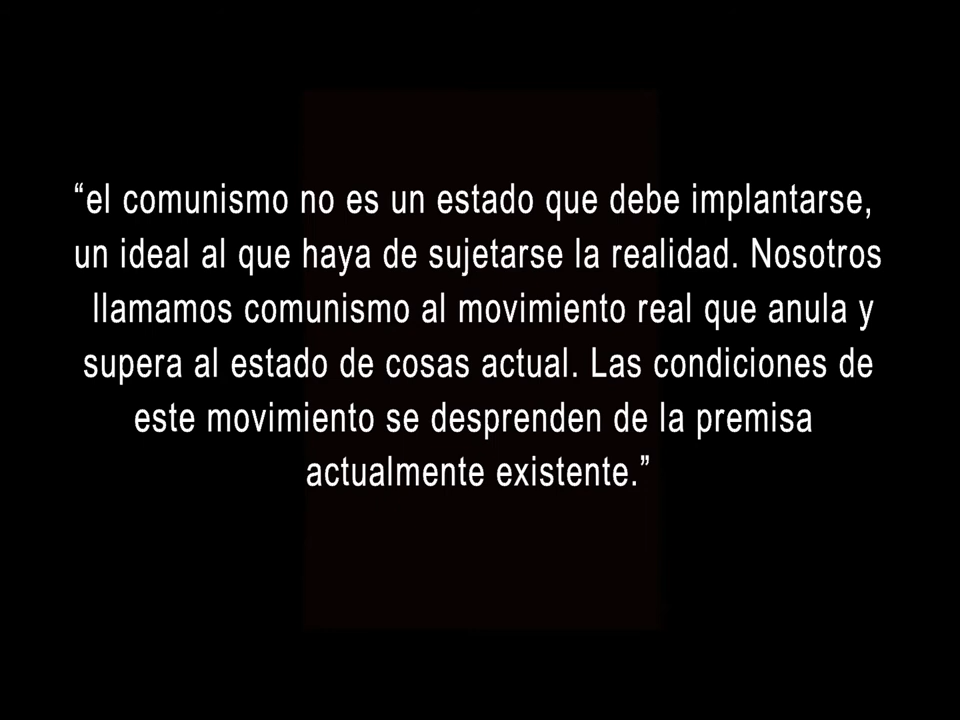 “el comunismo no es un estado que debe implantarse,
un ideal al que haya de sujetarse la realidad. Nosotros
llamamos comunismo al movimiento real que anula y
supera al estado de cosas actual. Las condiciones de
este movimiento se desprenden de la premisa
actualmente existente.”